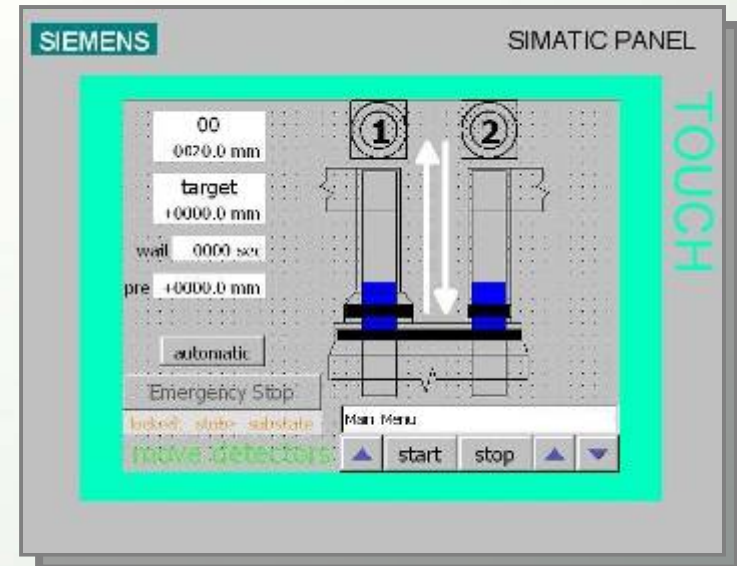 SIEMENS
SIMATIC PANEL
TOUCH
00
0020.0 mm
target
+0000.0 mm
wait 0000 sec
pre +0000.0 mm
automatic
Emergency Stop
locked: state substate
move detectors
1
2
Main Menu
start stop